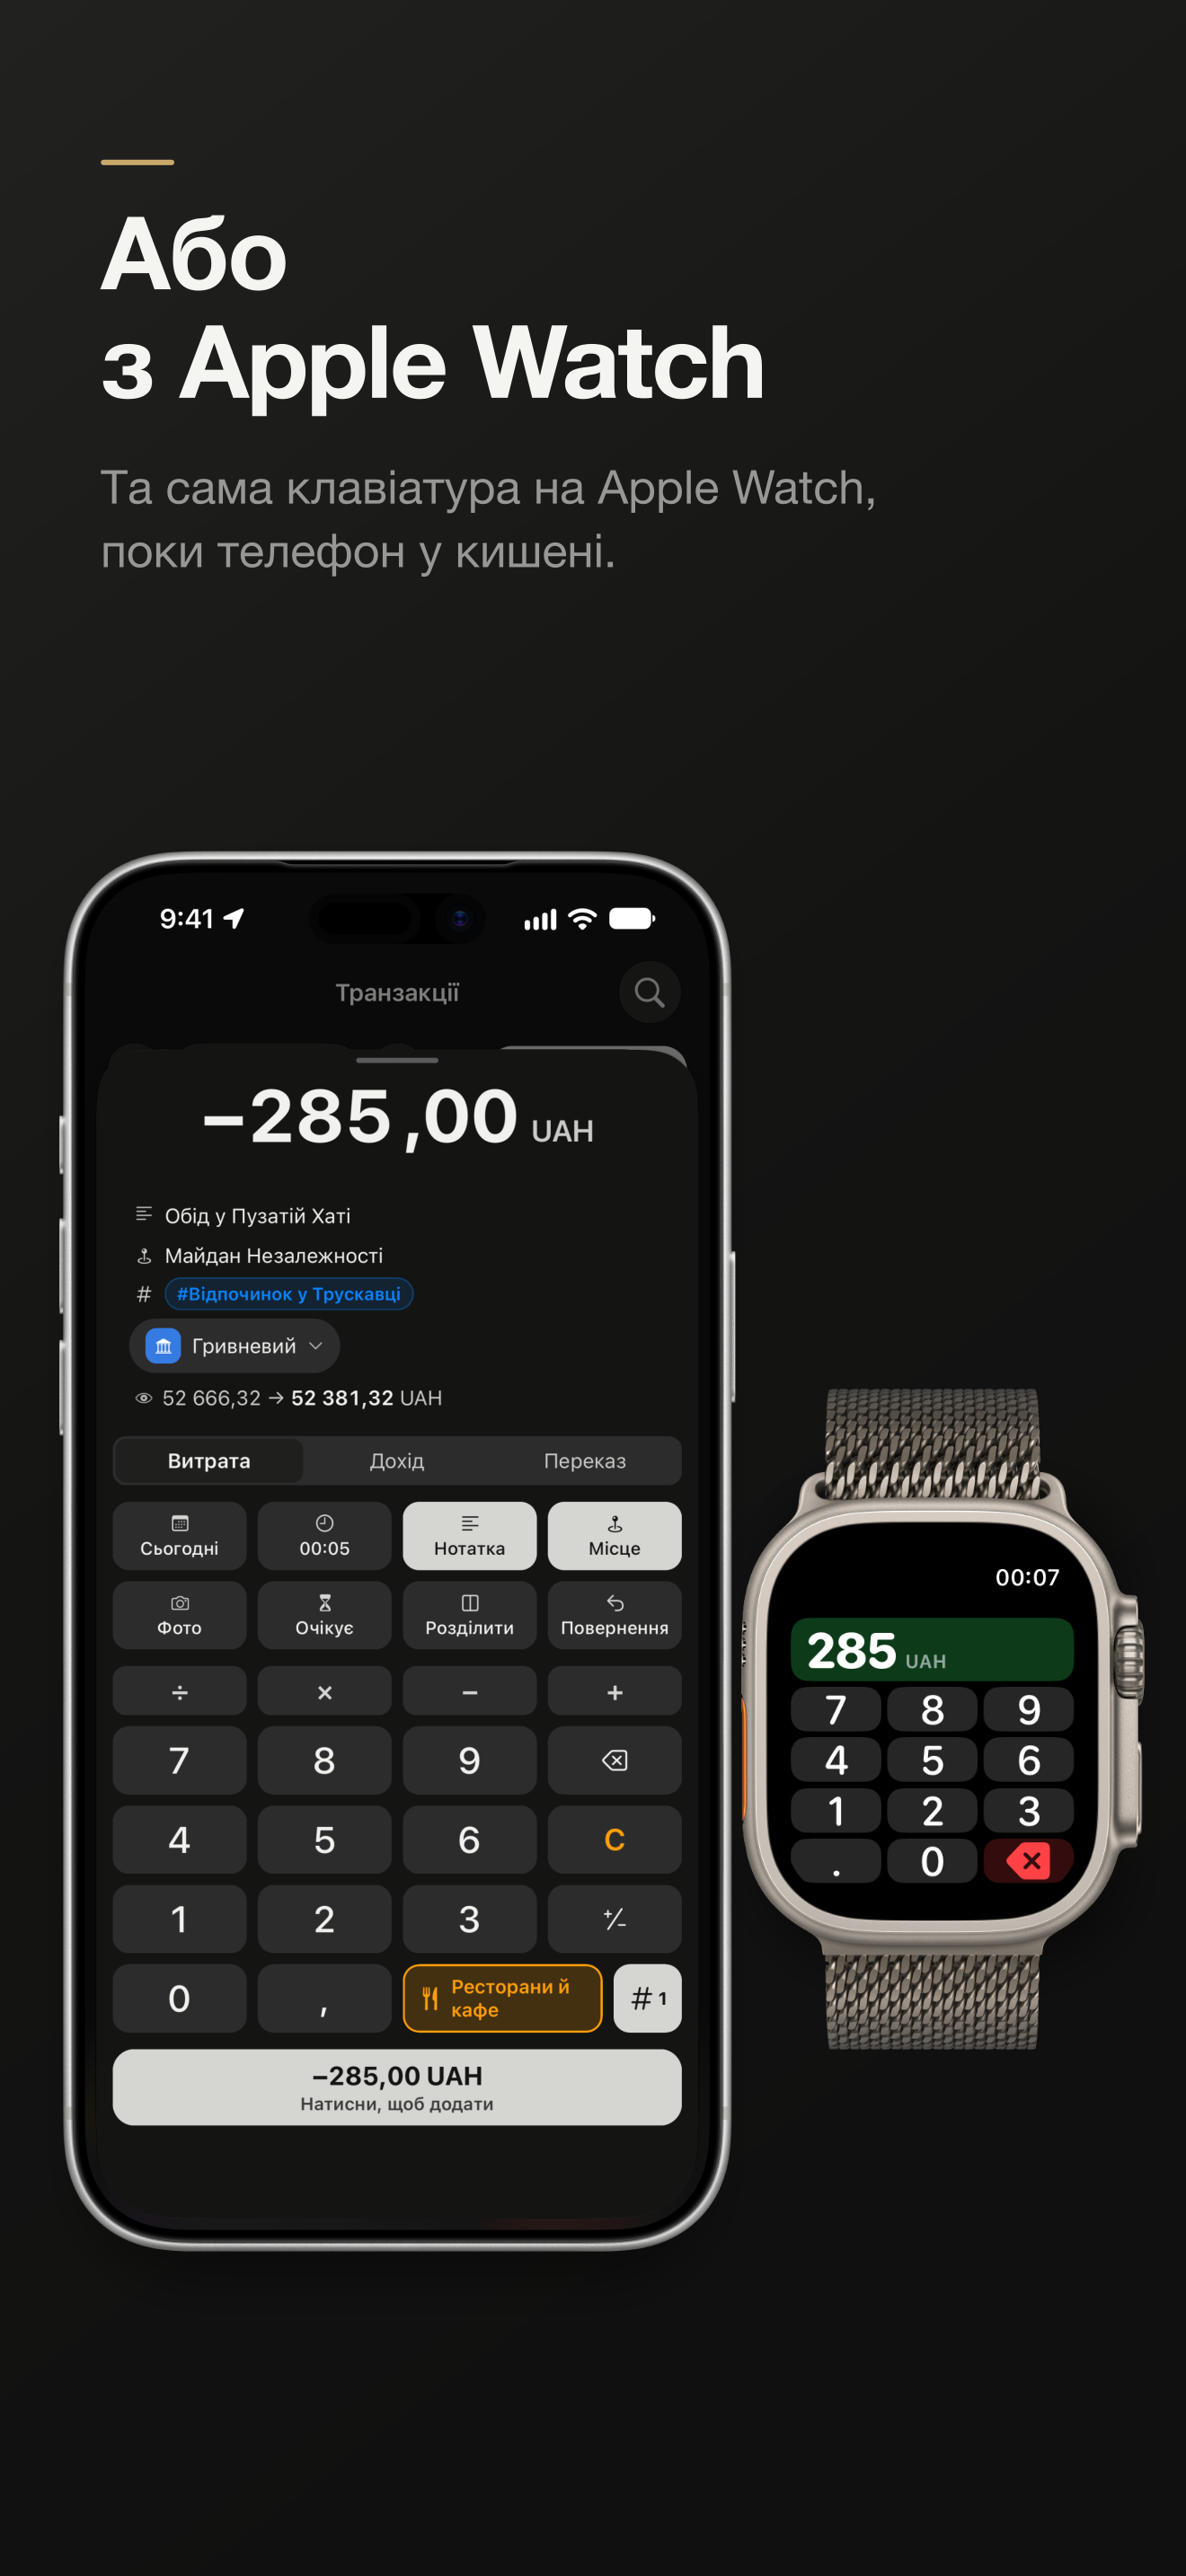 Або
з Apple Watch
Та сама клавіатура на Apple Watch,
поки телефон у кишені.
9:41
Транзакції
−285,00 UAH
Обід у Пузатій Хаті
Майдан Незалежності
# #Відпочинок у Трускавці
Гривневий
52 666,32 → 52 381,32 UAH
Витрата Дохід Переказ
Сьогодні 00:05 Нотатка Місце
Фото Очікує Розділити Повернення
÷ × − +
7 8 9
4 5 6 C
1 2 3 +/−
0 , Ресторани й
кафе # 1
−285,00 UAH
Натисни, щоб додати
00:07
285 UAH
7 8 9
4 5 6
1 2 3
. 0